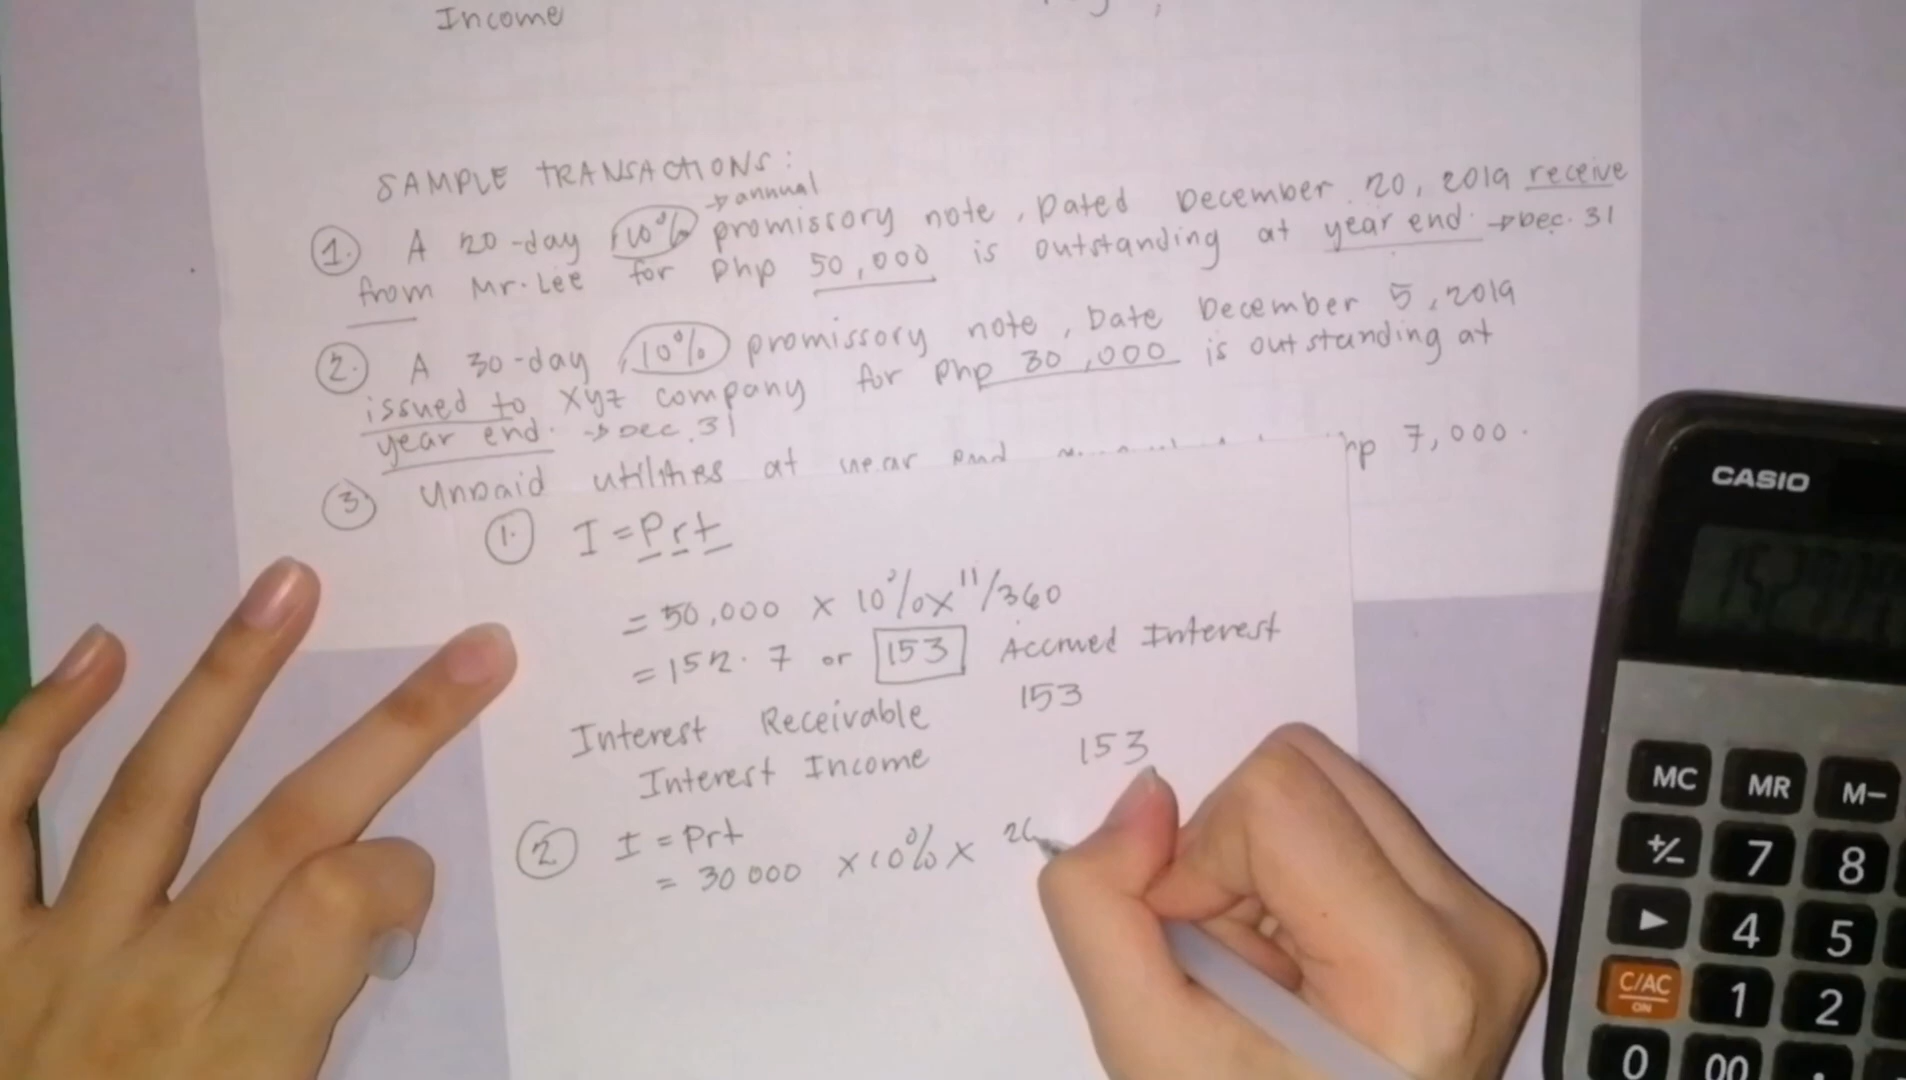 Income
SAMPLE TRANSACTIONS:
→ annual
1. A 20-day 10% promissory note, Dated December 20, 2019 receive
from Mr. Lee for Php 50,000 is outstanding at year end. → Dec. 31
2. A 30-day 10% promissory note, Date December 5, 2019
issued to XYZ company for Php 30,000 is outstanding at
year end. → Dec. 31
3 Unpaid utilities at year end hp 7,000.
1. I = Prt
= 50,000 x 10% x 11/360
= 152.7 or 153 Accrued Interest
Interest Receivable 153
Interest Income 153
2 I = Prt
= 30 000 x 10% x 26
CASIO
MC MR M−
+/− 7 8
▶ 4 5
C/AC ON 1 2
0 00 .